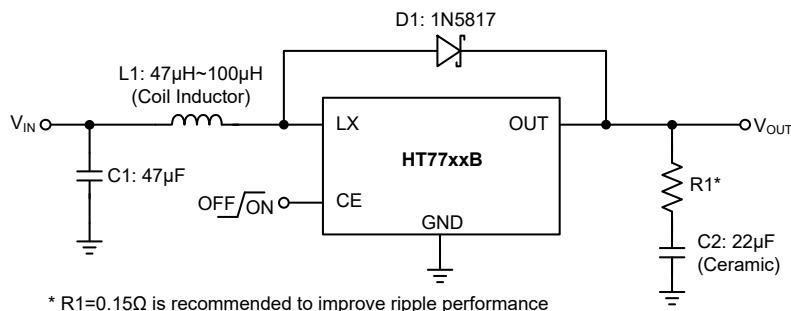 D1: 1N5817
L1: 47µH~100µH
(Coil Inductor)
VIN
LX
OUT
VOUT
HT77xxB
C1: 47µF
R1*
OFF/ON
CE
GND
C2: 22µF
(Ceramic)
* R1=0.15Ω is recommended to improve ripple performance